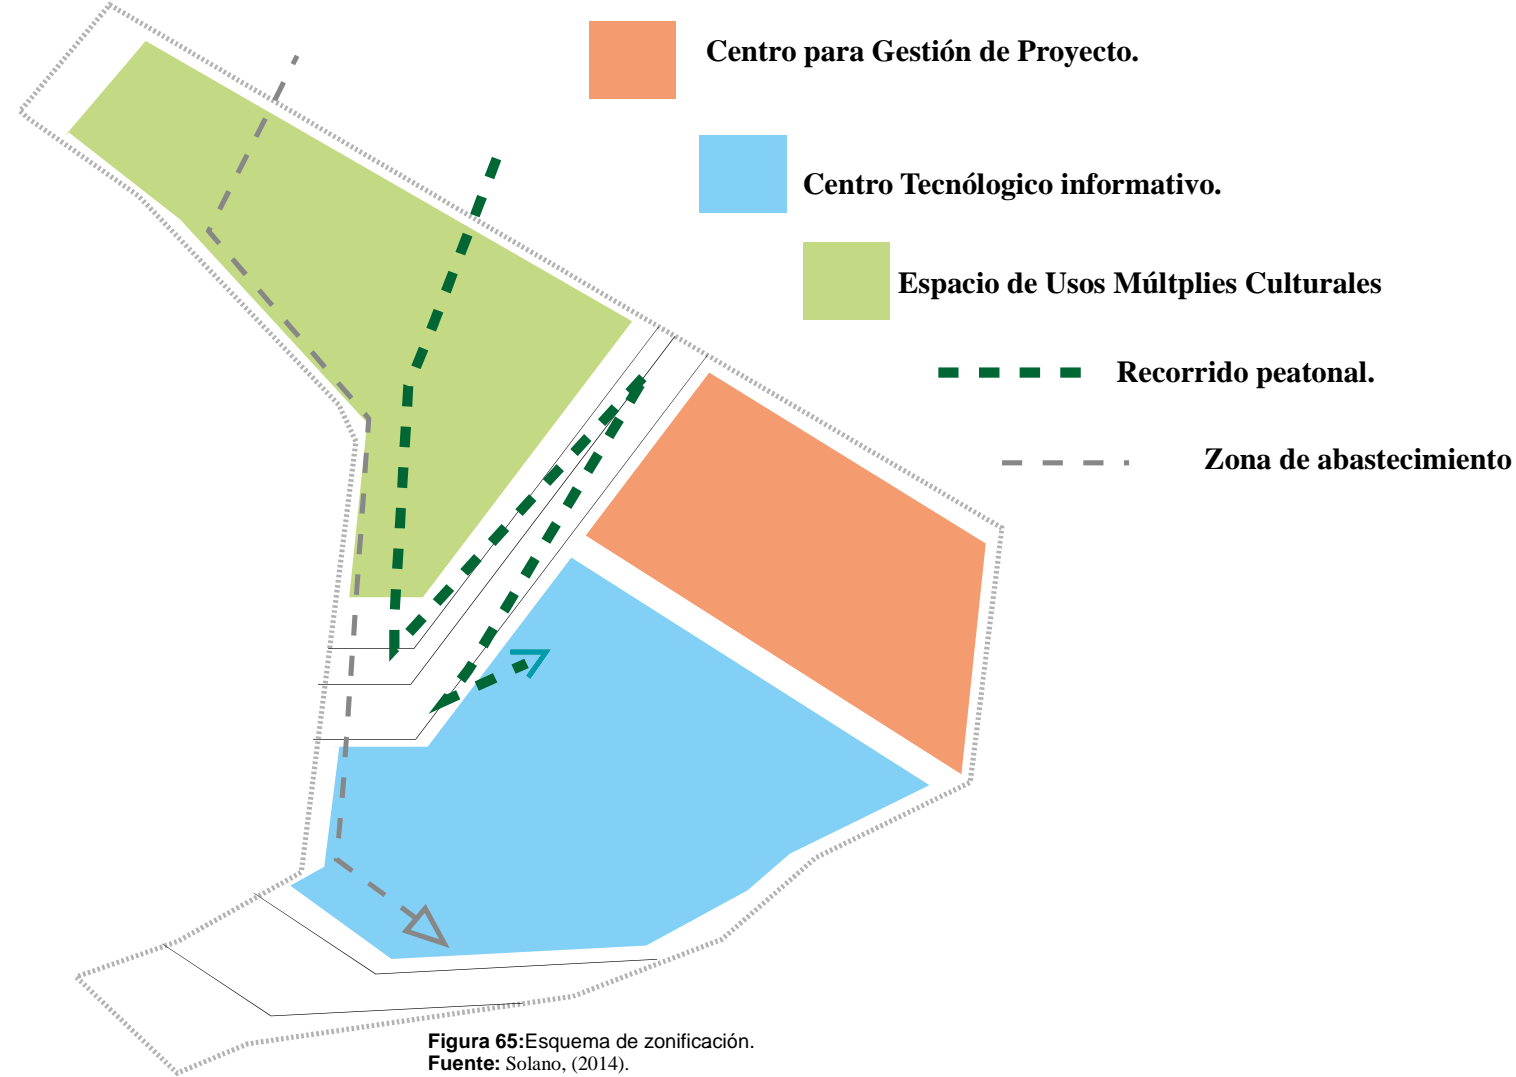 Centro para Gestión de Proyecto.
Centro Tecnólogico informativo.
Espacio de Usos Múltplies Culturales
Recorrido peatonal.
Zona de abastecimiento
Figura 65:Esquema de zonificación.
Fuente: Solano, (2014).